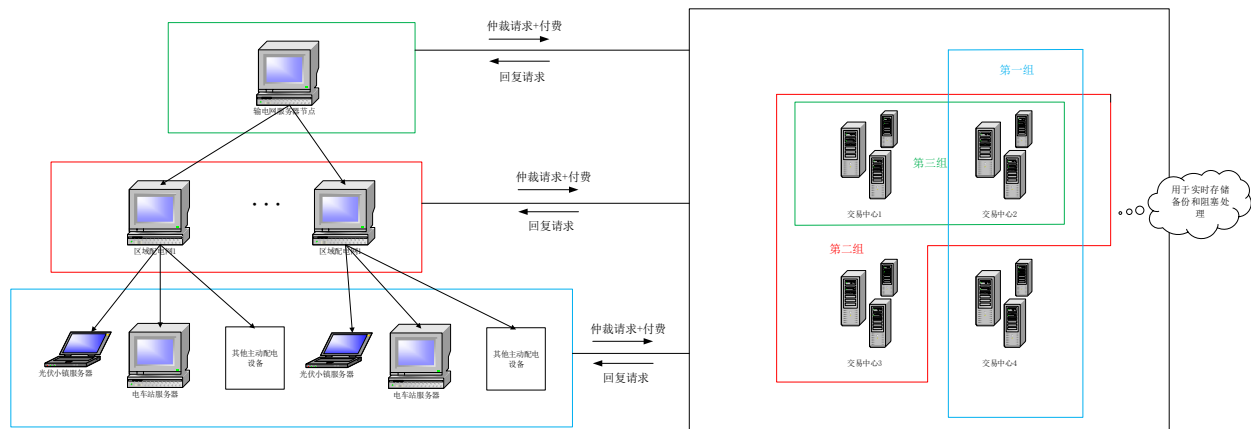 仲裁请求+付费
回复请求
输电网服务器节点
仲裁请求+付费
回复请求
区域配电网1
...
区域配电网1
仲裁请求+付费
回复请求
光伏小镇服务器
电车站服务器
其他主动配电
设备
光伏小镇服务器
电车站服务器
其他主动配电
设备
第一组
第三组
交易中心1
交易中心2
第二组
交易中心3
交易中心4
用于实时存储
备份和阻塞处
理